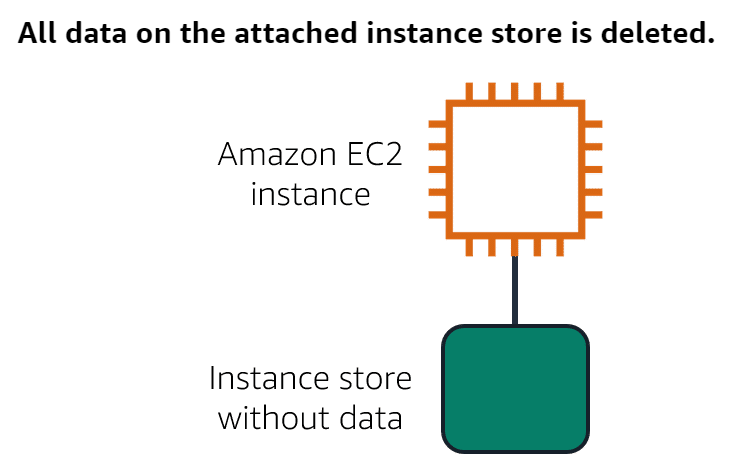 All data on the attached instance store is deleted.
Amazon EC2
instance
Instance store
without data